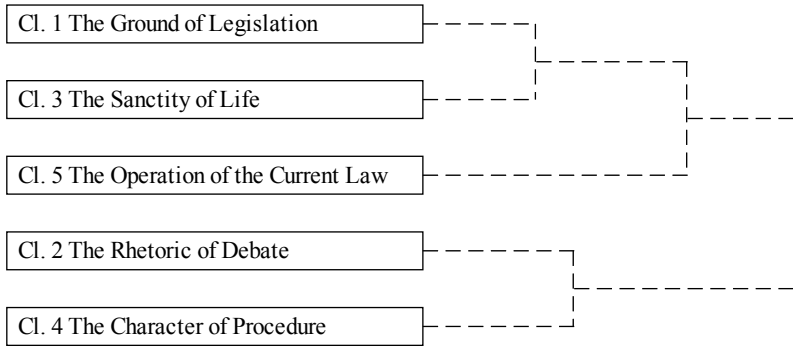 Cl. 1 The Ground of Legislation
Cl. 3 The Sanctity of Life
Cl. 5 The Operation of the Current Law
Cl. 2 The Rhetoric of Debate
Cl. 4 The Character of Procedure